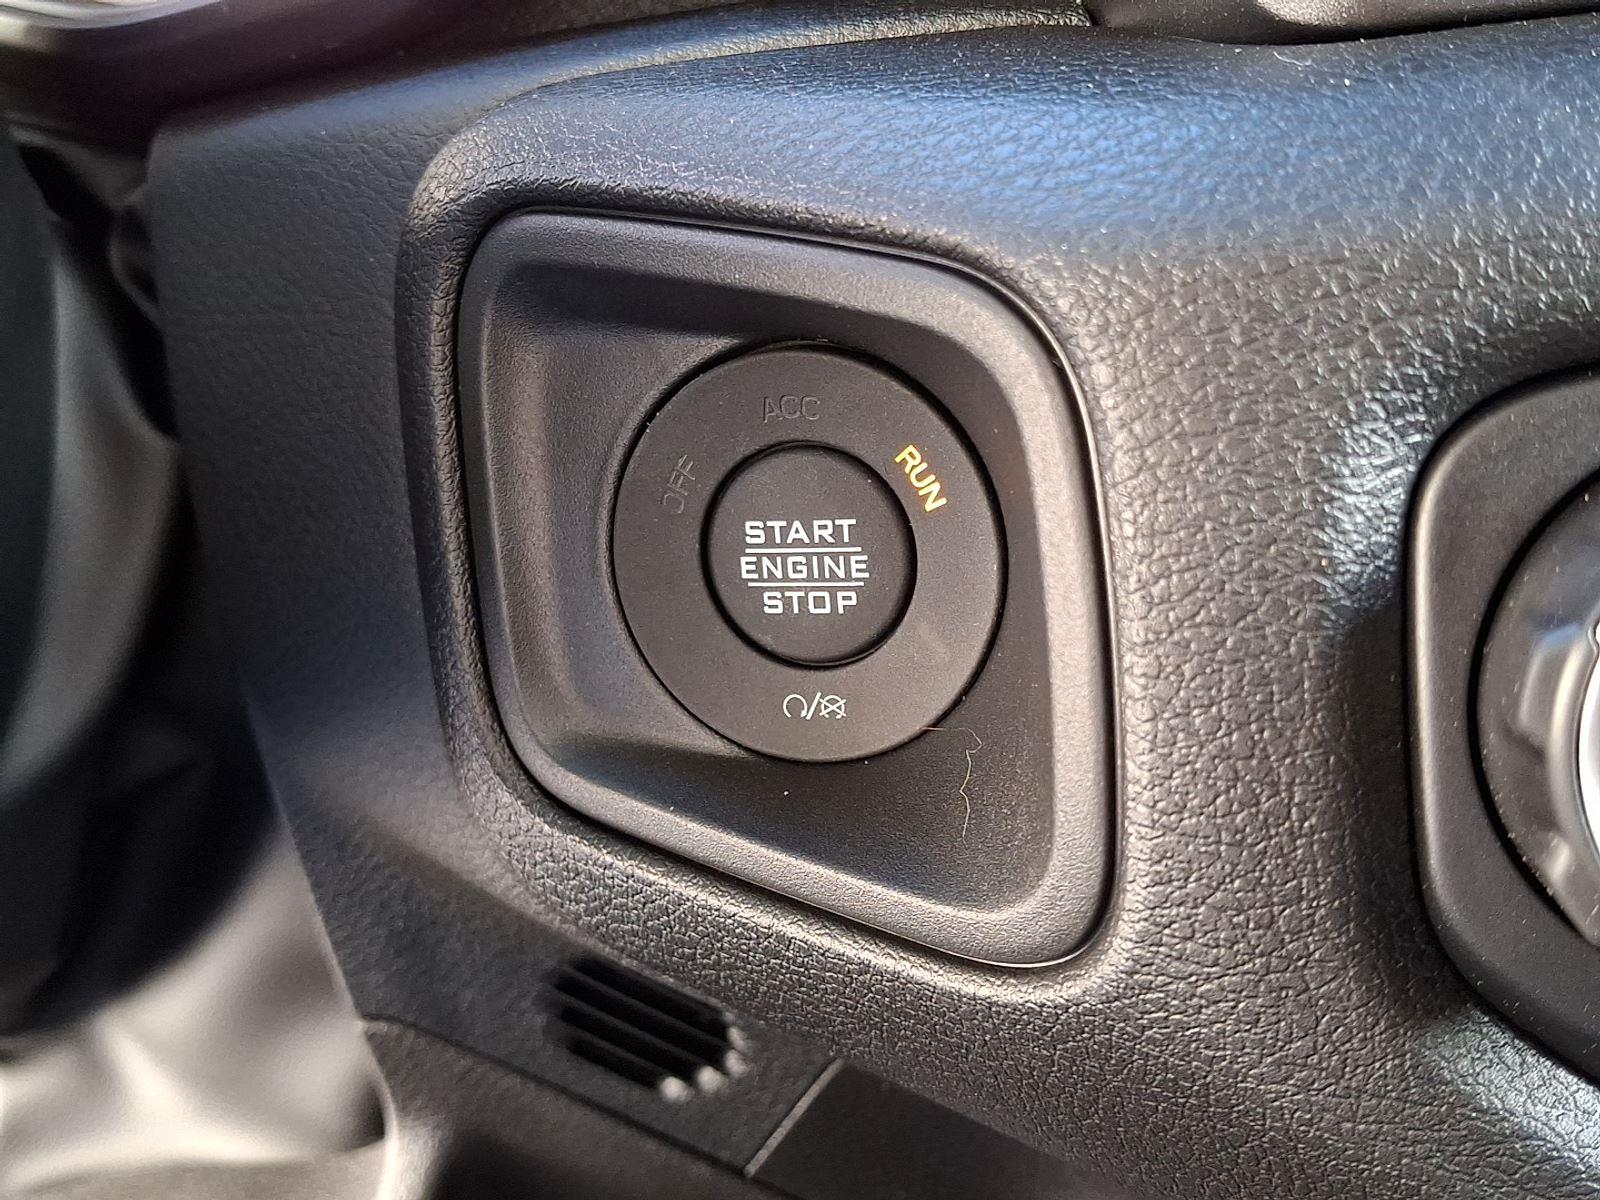 ACC
OFF
RUN
START
ENGINE
STOP